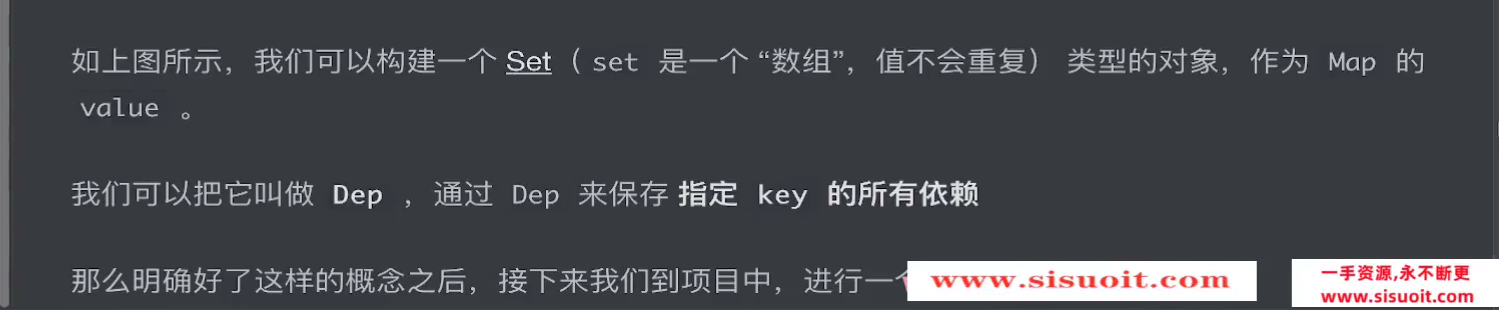 如上图所示，我们可以构建一个 Set（ set 是一个 “数组”，值不会重复） 类型的对象，作为 Map 的
value 。
我们可以把它叫做 Dep ，通过 Dep 来保存 指定 key 的所有依赖
那么明确好了这样的概念之后，接下来我们到项目中，进行一个
www.sisuoit.com
一手资源,永不断更
www.sisuoit.com